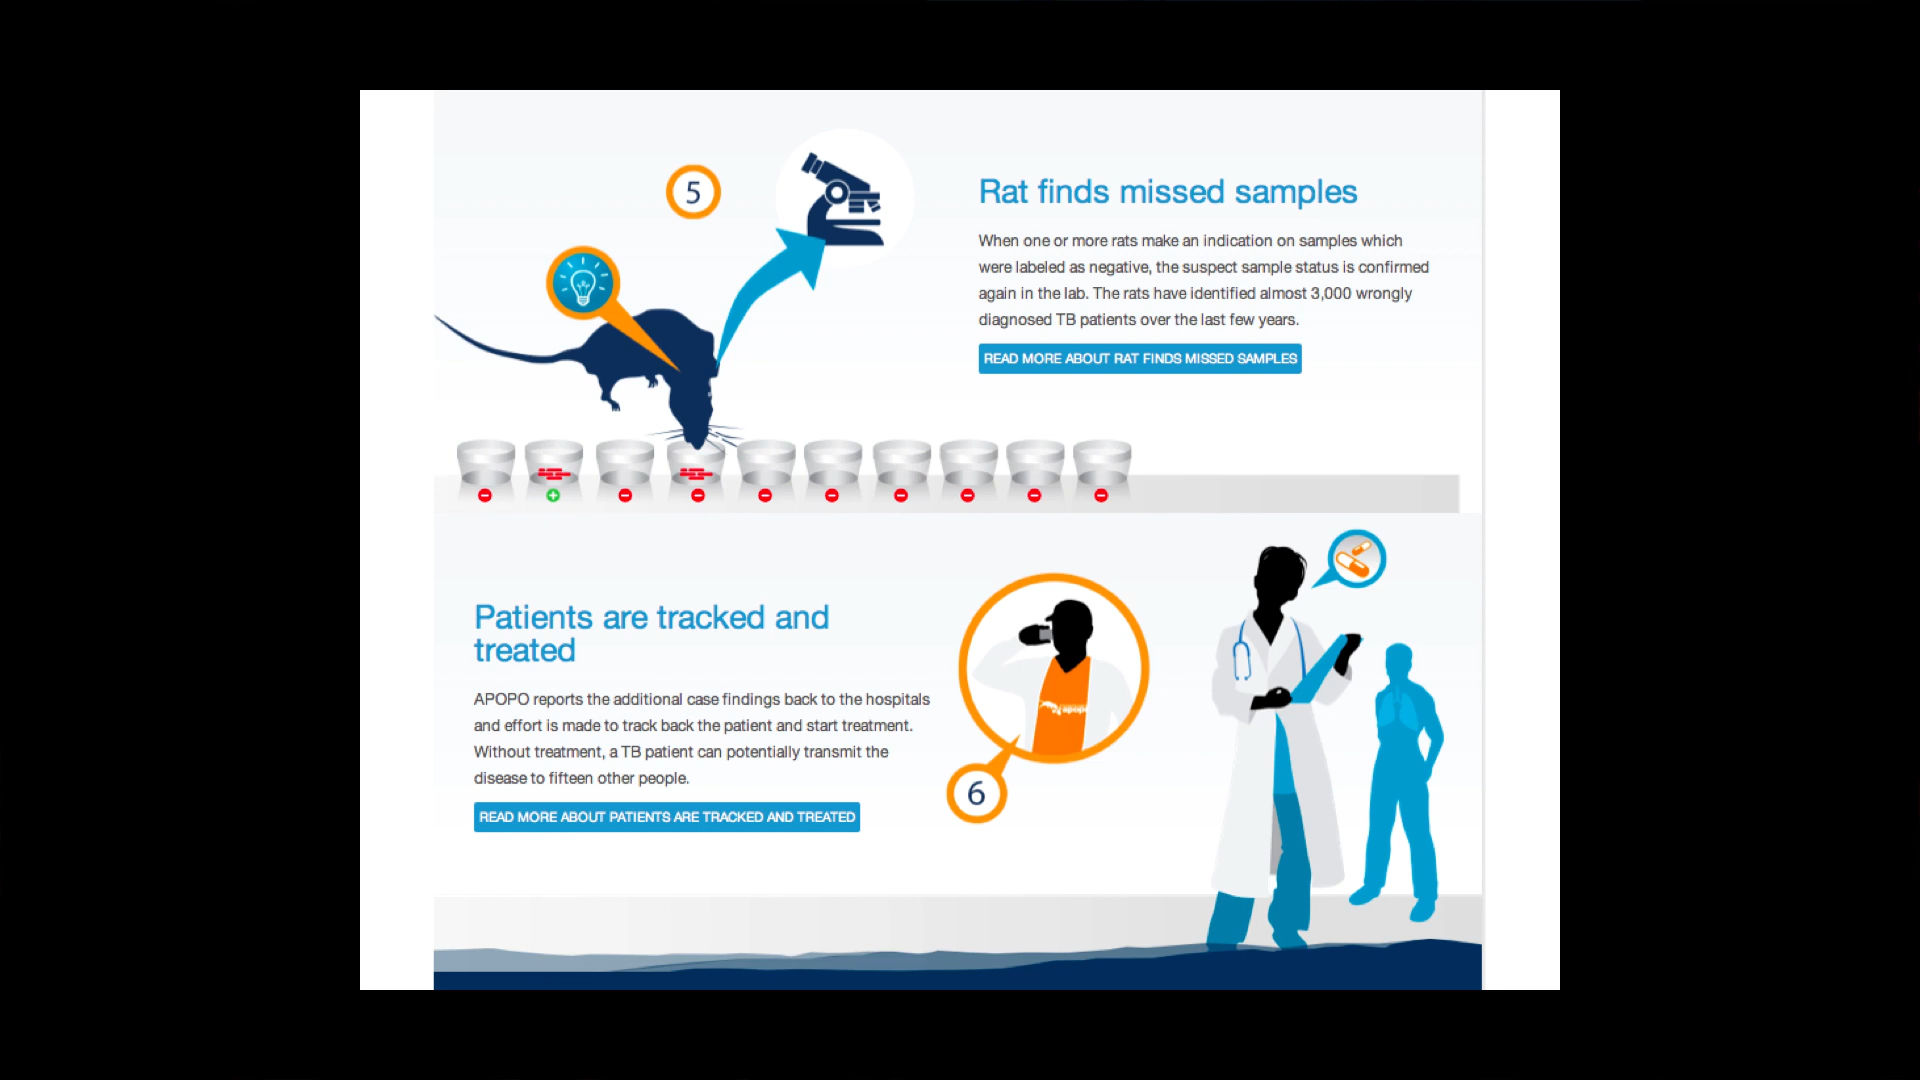 5
Rat finds missed samples
When one or more rats make an indication on samples which
were labeled as negative, the suspect sample status is confirmed
again in the lab. The rats have identified almost 3,000 wrongly
diagnosed TB patients over the last few years.
READ MORE ABOUT RAT FINDS MISSED SAMPLES
Patients are tracked and
treated
APOPO reports the additional case findings back to the hospitals
and effort is made to track back the patient and start treatment.
Without treatment, a TB patient can potentially transmit the
disease to fifteen other people.
READ MORE ABOUT PATIENTS ARE TRACKED AND TREATED
apopo
6